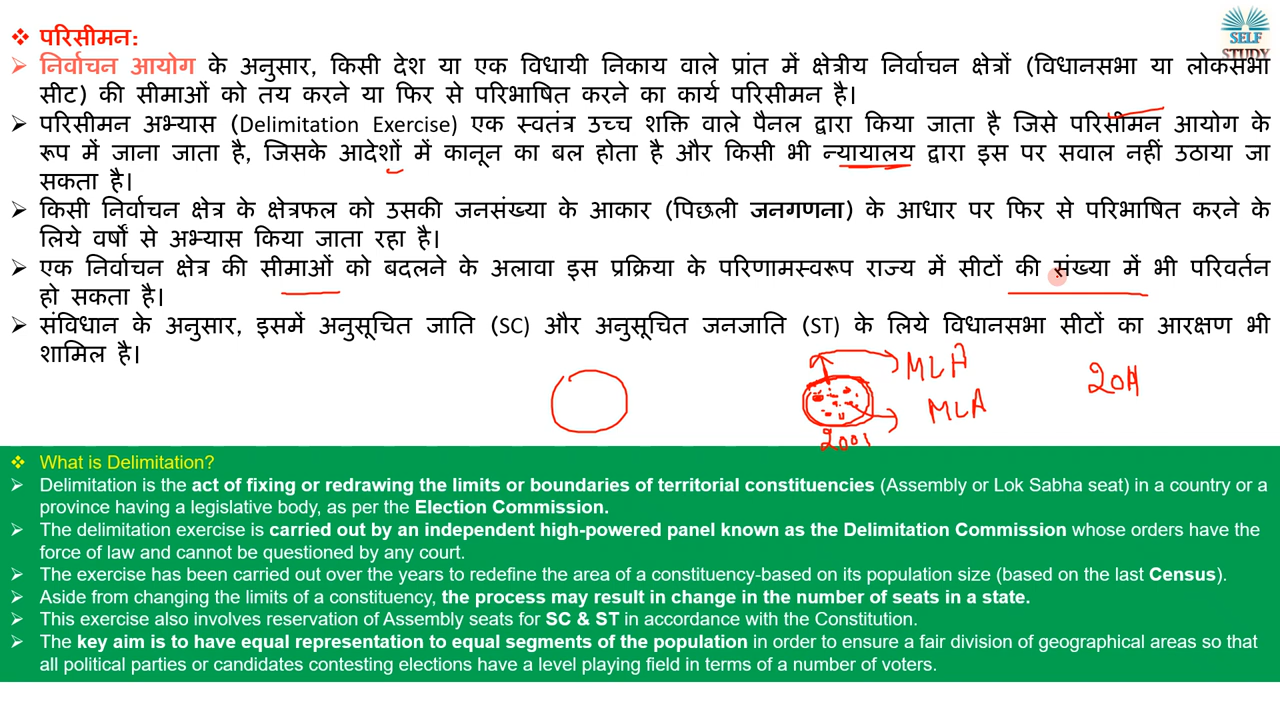 ❖ परिसीमन:
SELF
STUDY
➢ निर्वाचन आयोग के अनुसार, किसी देश या एक विधायी निकाय वाले प्रांत में क्षेत्रीय निर्वाचन क्षेत्रों (विधानसभा या लोकसभा
सीट) की सीमाओं को तय करने या फिर से परिभाषित करने का कार्य परिसीमन है।
➢ परिसीमन अभ्यास (Delimitation Exercise) एक स्वतंत्र उच्च शक्ति वाले पैनल द्वारा किया जाता है जिसे परिसीमन आयोग के
रूप में जाना जाता है, जिसके आदेशों में कानून का बल होता है और किसी भी न्यायालय द्वारा इस पर सवाल नहीं उठाया जा
सकता है।
➢ किसी निर्वाचन क्षेत्र के क्षेत्रफल को उसकी जनसंख्या के आकार (पिछली जनगणना) के आधार पर फिर से परिभाषित करने के
लिये वर्षों से अभ्यास किया जाता रहा है।
➢ एक निर्वाचन क्षेत्र की सीमाओं को बदलने के अलावा इस प्रक्रिया के परिणामस्वरूप राज्य में सीटों की संख्या में भी परिवर्तन
हो सकता है।
➢ संविधान के अनुसार, इसमें अनुसूचित जाति (SC) और अनुसूचित जनजाति (ST) के लिये विधानसभा सीटों का आरक्षण भी
शामिल है।
MLA
2011
MLA
2001
❖ What is Delimitation?
➢ Delimitation is the act of fixing or redrawing the limits or boundaries of territorial constituencies (Assembly or Lok Sabha seat) in a country or a
province having a legislative body, as per the Election Commission.
➢ The delimitation exercise is carried out by an independent high-powered panel known as the Delimitation Commission whose orders have the
force of law and cannot be questioned by any court.
➢ The exercise has been carried out over the years to redefine the area of a constituency-based on its population size (based on the last Census).
➢ Aside from changing the limits of a constituency, the process may result in change in the number of seats in a state.
➢ This exercise also involves reservation of Assembly seats for SC & ST in accordance with the Constitution.
➢ The key aim is to have equal representation to equal segments of the population in order to ensure a fair division of geographical areas so that
all political parties or candidates contesting elections have a level playing field in terms of a number of voters.